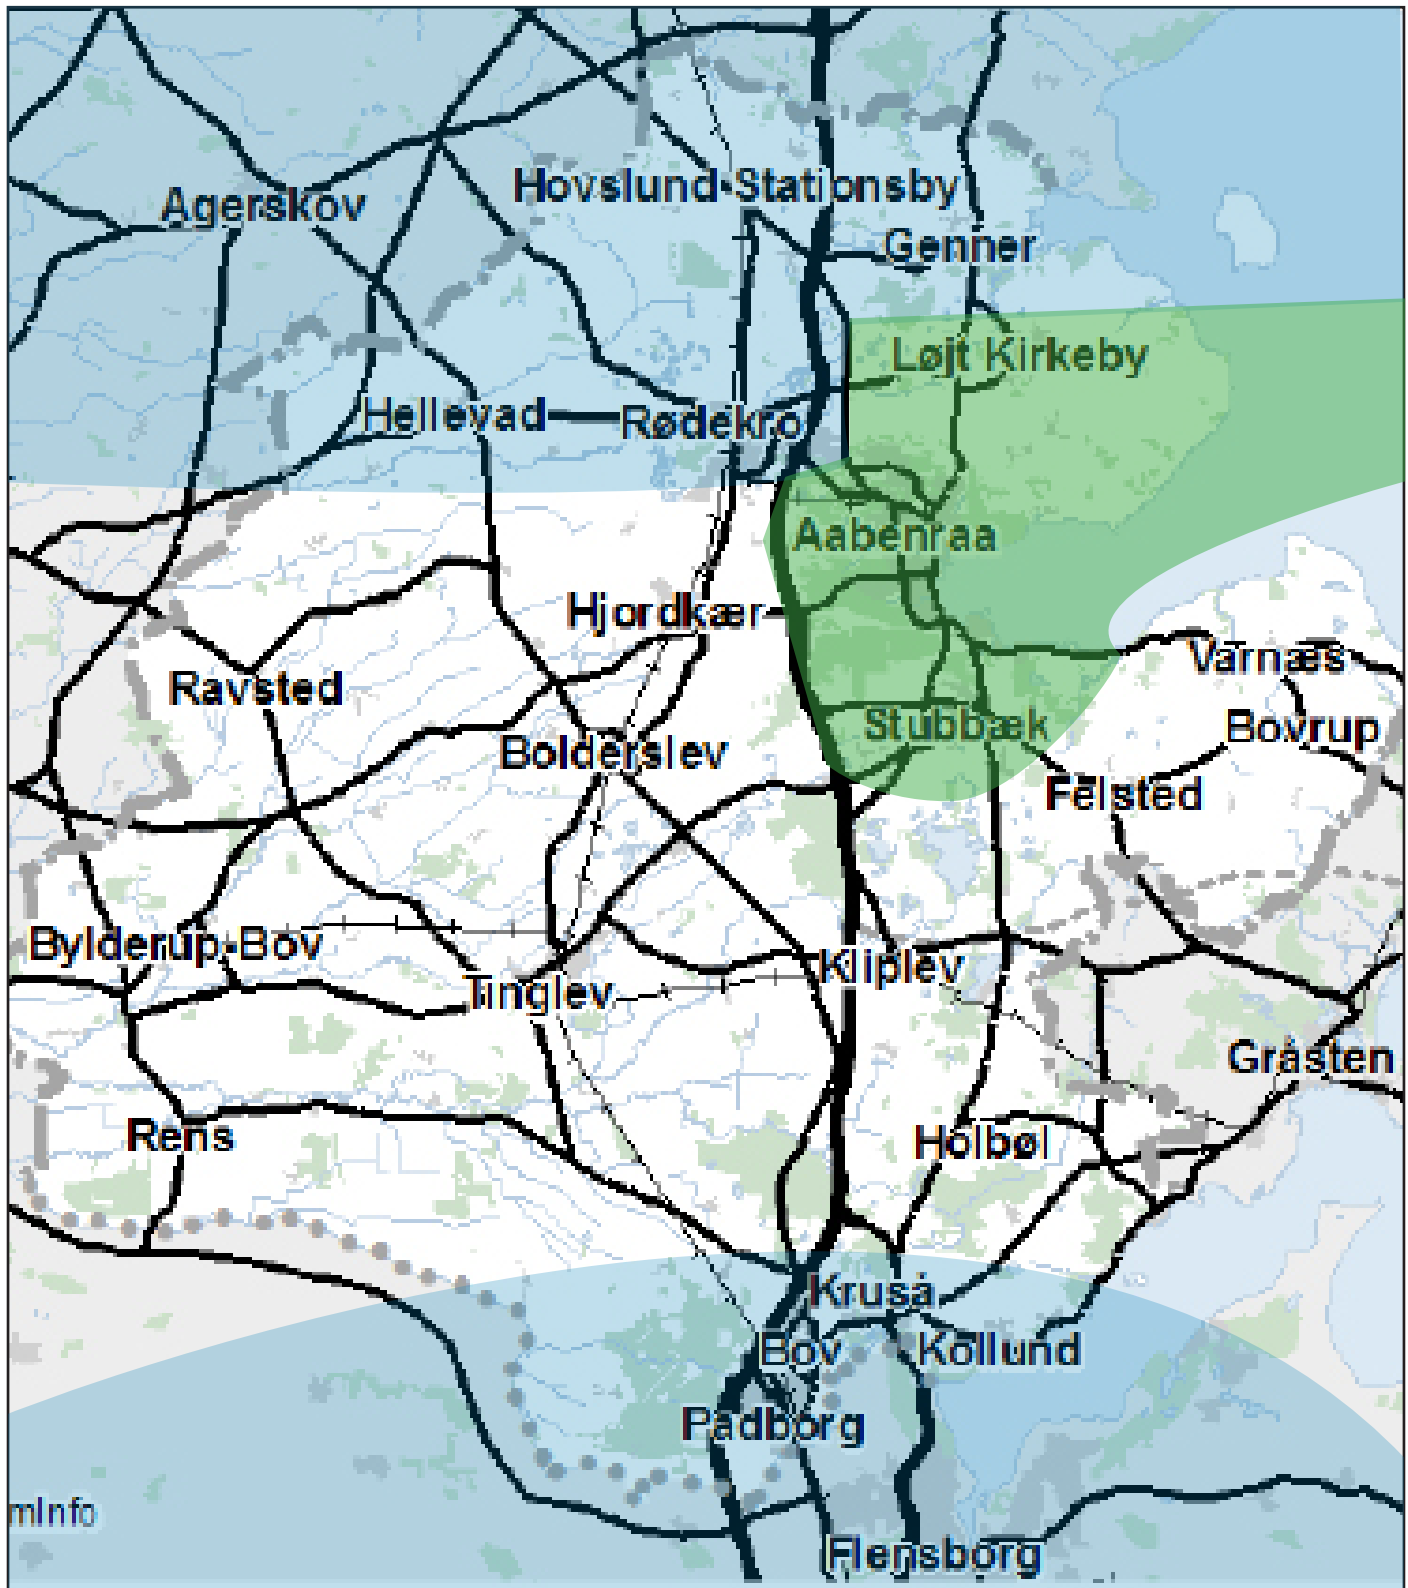 Hovslund Stationsby
Agerskov
Genner
Løjt Kirkeby
Hellevad
Rødekro
Aabenraa
Hjordkær
Varnæs
Ravsted
Stubbæk
Bovrup
Bolderslev
Felsted
Bylderup-Bov
Kliplev
Tinglev
Gråsten
Rens
Holbøl
Kruså
Bov
Kollund
Padborg
mInfo
Flensborg